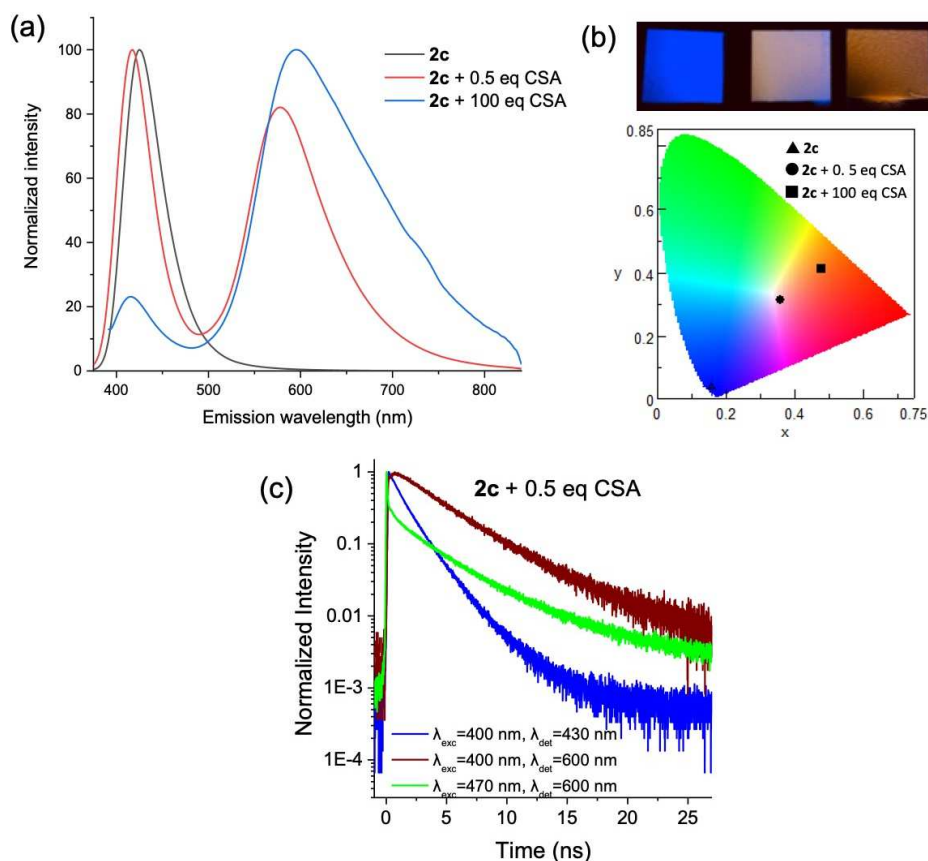 (a)
2c
2c + 0.5 eq CSA
2c + 100 eq CSA
100
80
60
40
20
0
Normalizad intensity
400 500 600 700 800
Emission wavelength (nm)
(b)
0.85
0.6
0.4
0.2
0
y
2c
2c + 0. 5 eq CSA
2c + 100 eq CSA
0 0.2 0.4 0.6 0.75
x
(c)
2c + 0.5 eq CSA
1
0.1
0.01
1E-3
1E-4
Normalized Intensity
λexc=400 nm, λdet=430 nm
λexc=400 nm, λdet=600 nm
λexc=470 nm, λdet=600 nm
0 5 10 15 20 25
Time (ns)